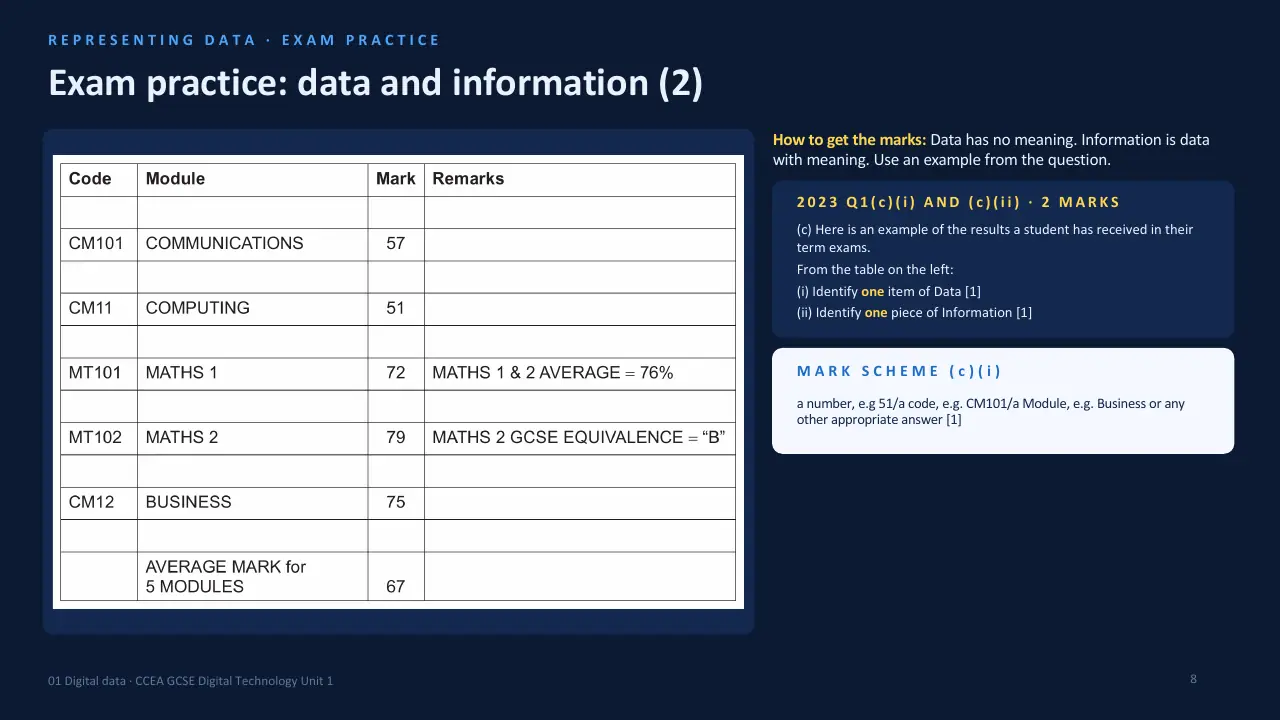 REPRESENTING DATA · EXAM PRACTICE
Exam practice: data and information (2)
Code Module Mark Remarks
CM101 COMMUNICATIONS 57
CM11 COMPUTING 51
MT101 MATHS 1 72 MATHS 1 & 2 AVERAGE = 76%
MT102 MATHS 2 79 MATHS 2 GCSE EQUIVALENCE = “B”
CM12 BUSINESS 75
AVERAGE MARK for
5 MODULES 67
How to get the marks: Data has no meaning. Information is data
with meaning. Use an example from the question.
2023 Q1(c)(i) AND (c)(ii) · 2 MARKS
(c) Here is an example of the results a student has received in their
term exams.
From the table on the left:
(i) Identify one item of Data [1]
(ii) Identify one piece of Information [1]
MARK SCHEME (c)(i)
a number, e.g 51/a code, e.g. CM101/a Module, e.g. Business or any
other appropriate answer [1]
01 Digital data · CCEA GCSE Digital Technology Unit 1
8